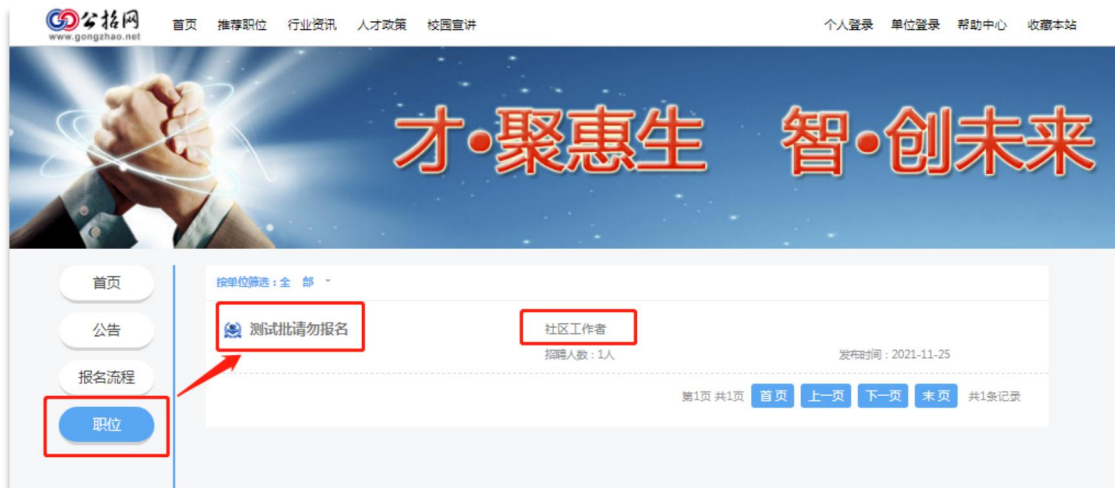 公招网
www.gongzhao.net
首页 推荐职位 行业资讯 人才政策 校园宣讲 个人登录 单位登录 帮助中心 收藏本站
才·聚惠生 智·创未来
首页
公告
报名流程
职位
按单位筛选：全 部
测试批请勿报名 社区工作者
招聘人数：1人 发布时间：2021-11-25
第1页 共1页 首页 上一页 下一页 末页 共1条记录